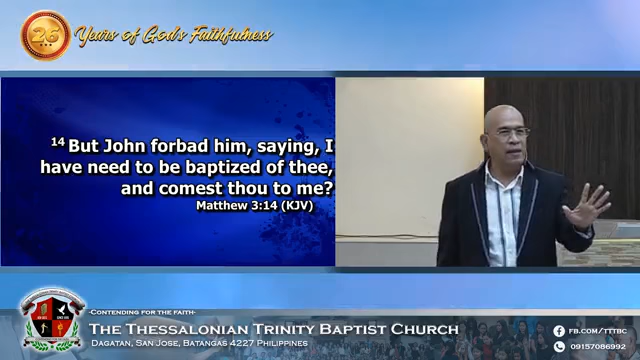 26
Years of God's Faithfulness
14 But John forbad him, saying, I
have need to be baptized of thee,
and comest thou to me?
Matthew 3:14 (KJV)
-Contending for the faith-
The Thessalonian Trinity Baptist Church
Dagatan, San Jose, Batangas 4227 Philippines
FB.COM/TTTBC
09157086992